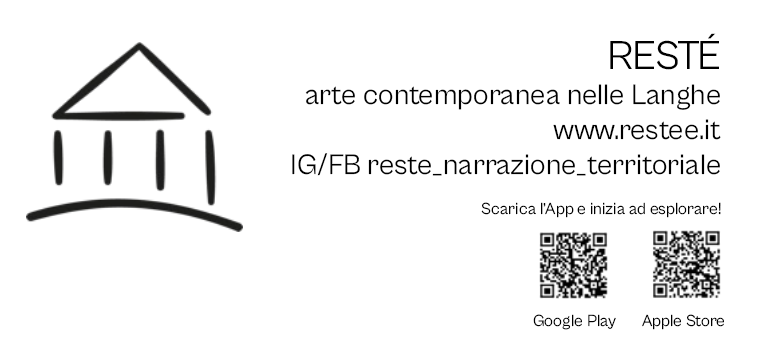 RESTÉ
arte contemporanea nelle Langhe
www.restee.it
IG/FB reste_narrazione_territoriale
Scarica l'App e inizia ad esplorare!
Google Play
Apple Store